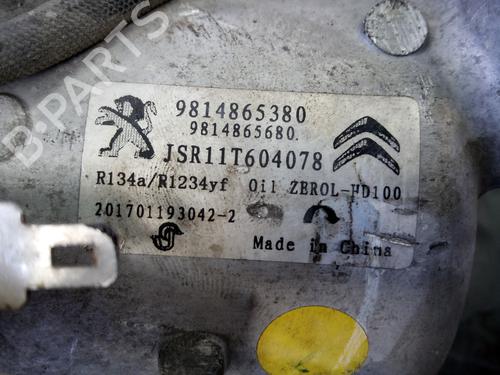 9814865380
9814865680.
JSR11T604078
R134a/R1234yf Oil ZEROL-HD100
201701193042-2
Made in China
B-PARTS